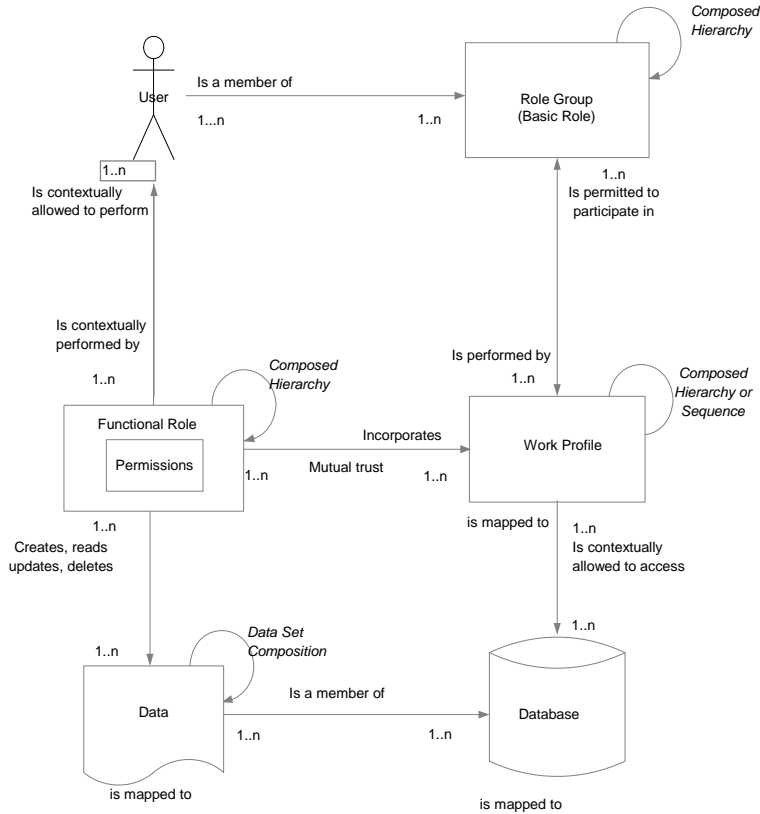 Composed
Hierarchy
Is a member of
User
Role Group
(Basic Role)
1...n
1..n
1..n
Is contextually
allowed to perform
1..n
Is permitted to
participate in
Is contextually
performed by
1..n
Is performed by
1..n
Composed
Hierarchy
Composed
Hierarchy or
Sequence
Functional Role
Permissions
Incorporates
Mutual trust
1..n
1..n
Work Profile
1..n
Creates, reads
updates, deletes
is mapped to
1..n
Is contextually
allowed to access
1..n
1..n
Data Set
Composition
Data
Is a member of
1..n
1..n
Database
is mapped to
is mapped to